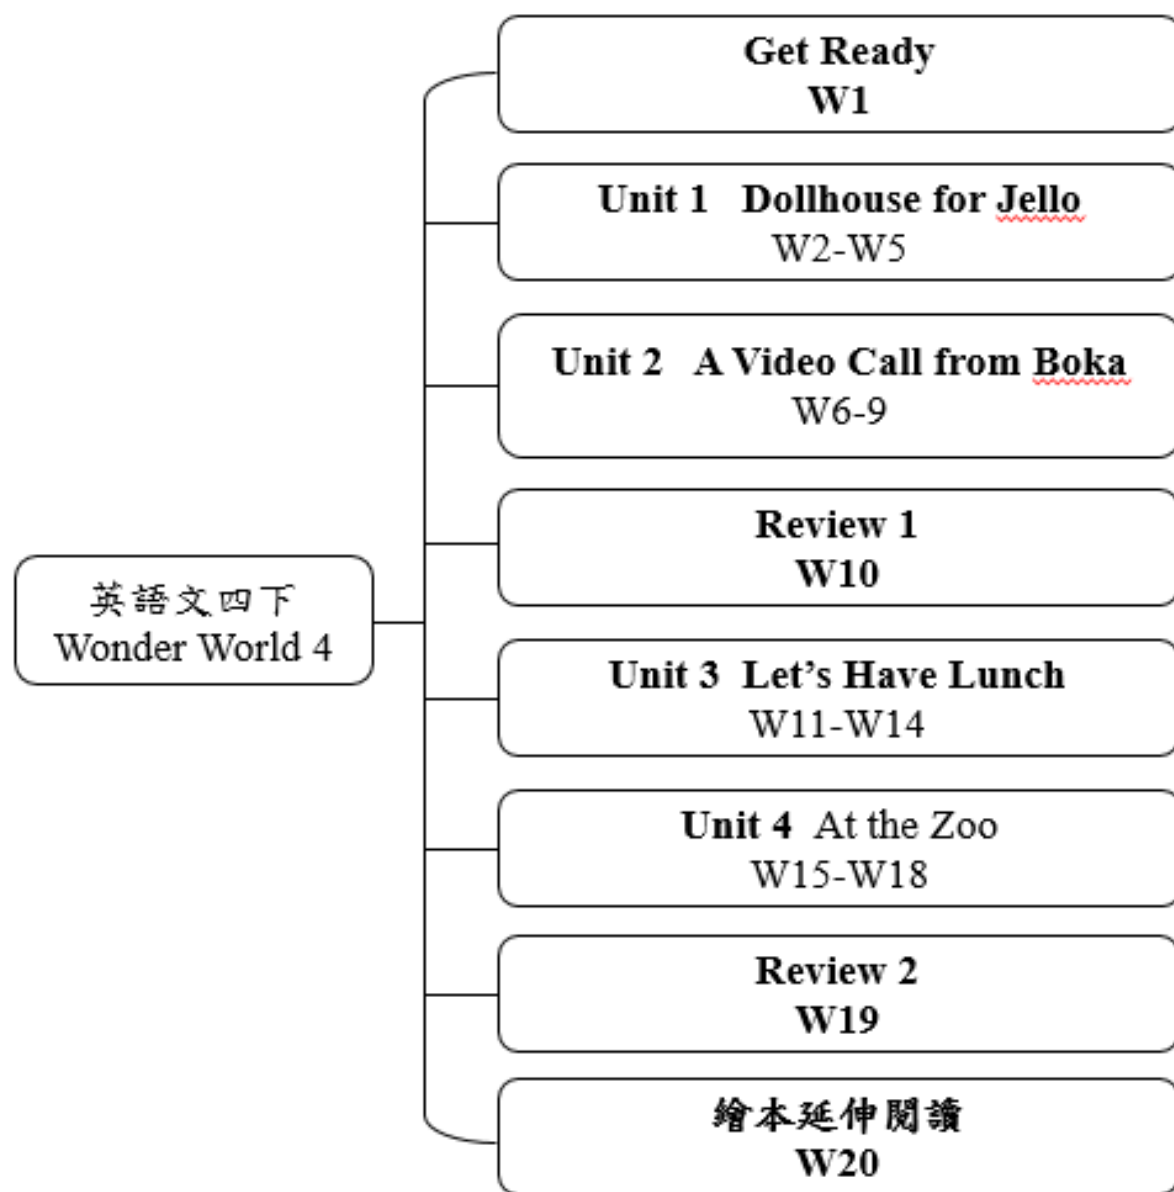 Get Ready
W1
Unit 1 Dollhouse for Jello
W2-W5
Unit 2 A Video Call from Boka
W6-9
Review 1
W10
英語文四下
Wonder World 4
Unit 3 Let’s Have Lunch
W11-W14
Unit 4 At the Zoo
W15-W18
Review 2
W19
繪本延伸閱讀
W20